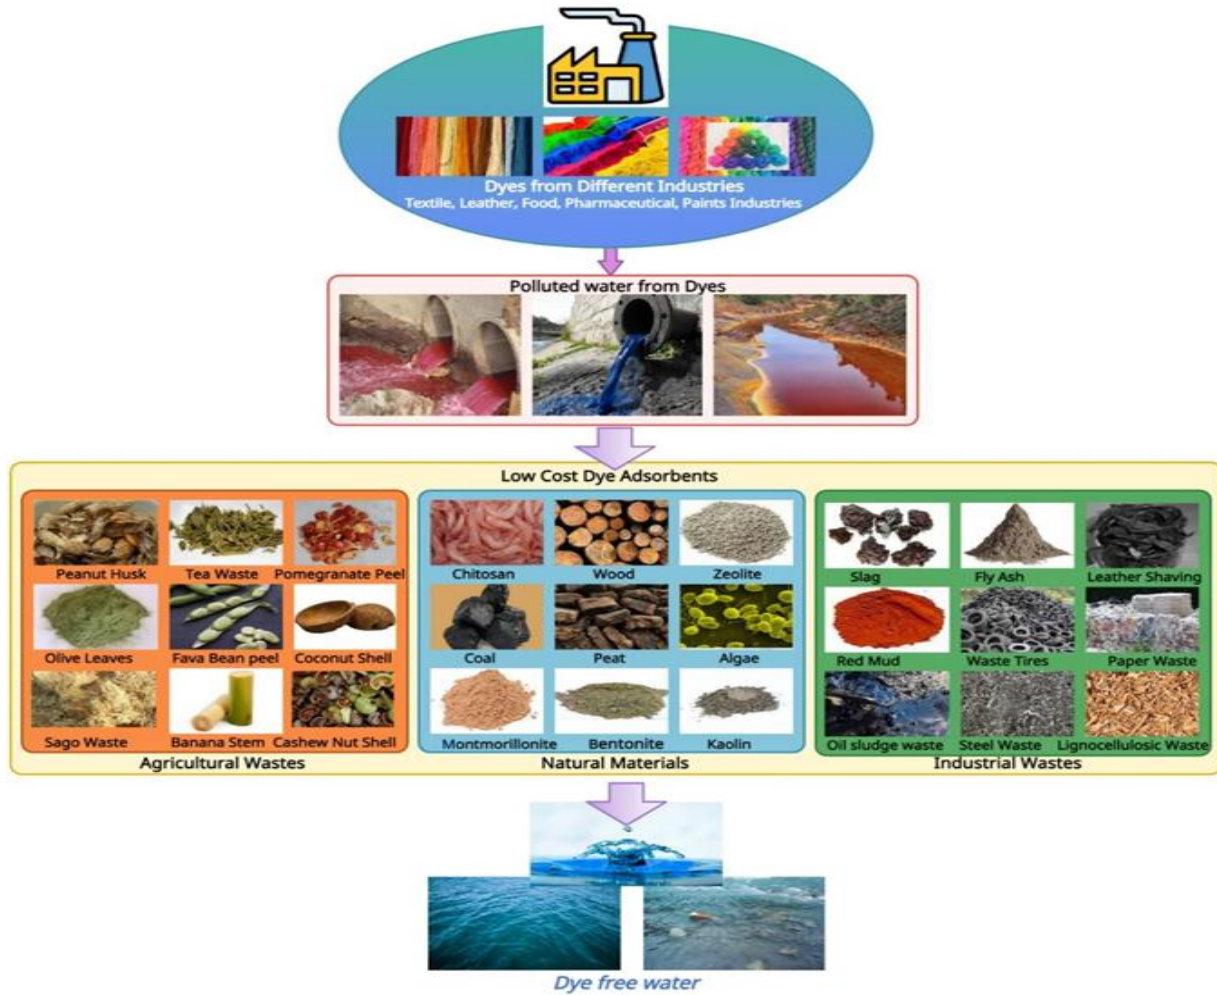 Dyes from Different Industries
Textile, Leather, Food, Pharmaceutical, Paints Industries
Polluted water from Dyes
Low Cost Dye Adsorbents
Peanut Husk
Tea Waste
Pomegranate Peel
Olive Leaves
Fava Bean peel
Coconut Shell
Sago Waste
Banana Stem
Cashew Nut Shell
Agricultural Wastes
Chitosan
Wood
Zeolite
Coal
Peat
Algae
Montmorillonite
Bentonite
Kaolin
Natural Materials
Slag
Fly Ash
Leather Shaving
Red Mud
Waste Tires
Paper Waste
Oil sludge waste
Steel Waste
Lignocellulosic Waste
Industrial Wastes
Dye free water